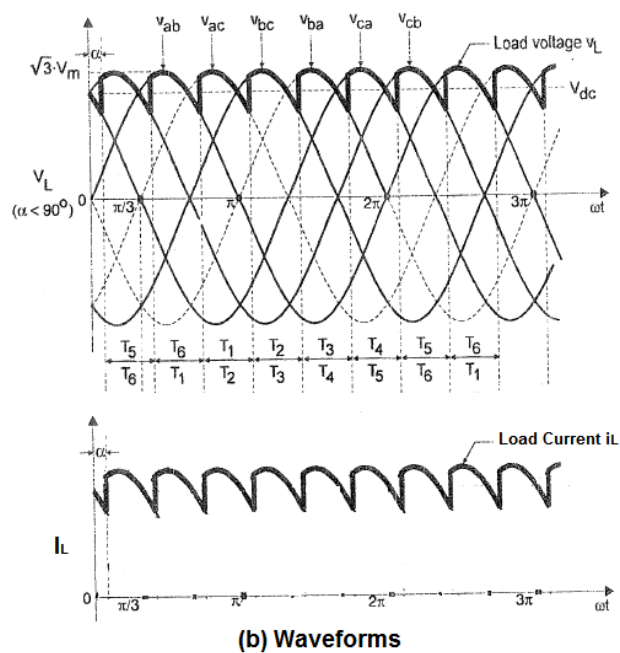 v_ab v_ac v_bc v_ba v_ca v_cb
α
Load voltage v_L
√3·V_m
V_dc
V_L
(α < 90°)
0 π/3 π 2π 3π ωt
T5 T6 T1 T2 T3 T4 T5 T6
T6 T1 T2 T3 T4 T5 T6 T1
α
Load Current iL
IL
0 π/3 π 2π 3π ωt
(b) Waveforms